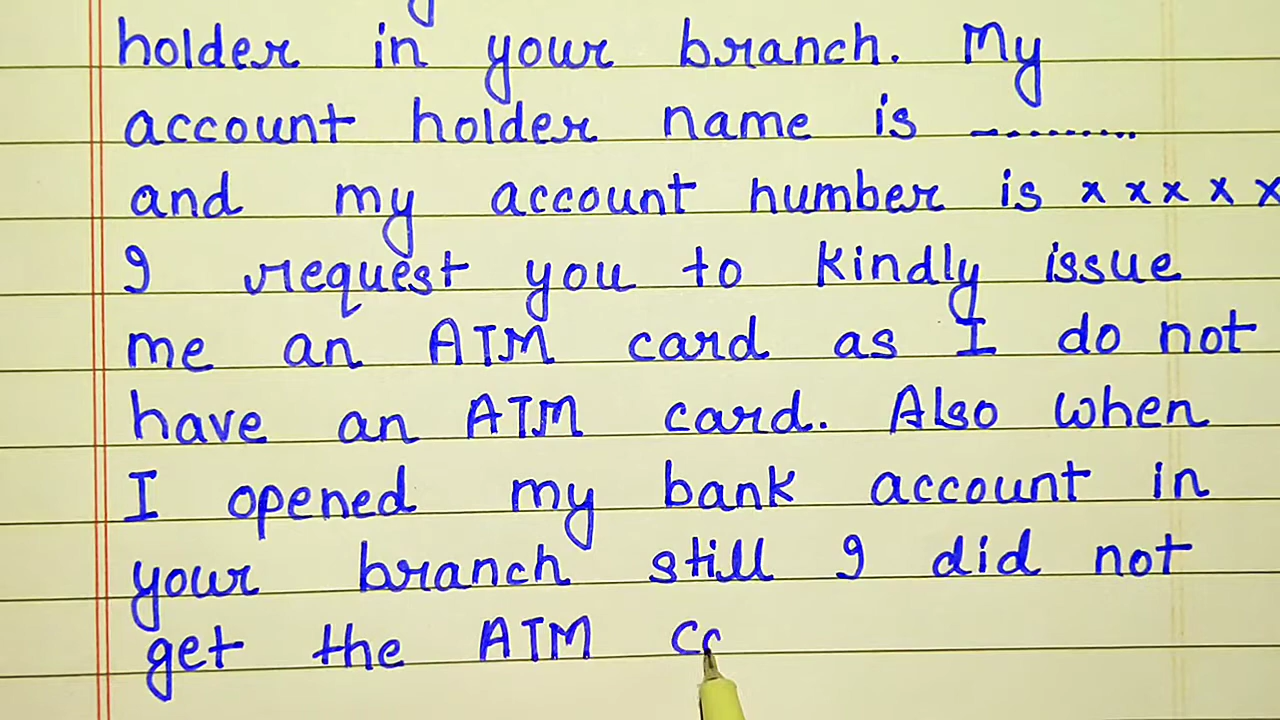 holder in your branch. My
account holder name is ...........
and my account number is x x x x x
I request you to kindly issue
me an ATM card as I do not
have an ATM card. Also when
I opened my bank account in
your branch still I did not
get the ATM